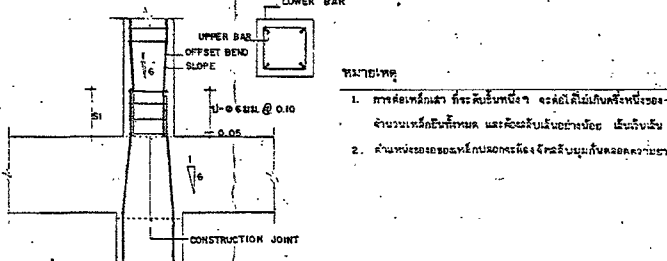 LOWER BAR
UPPER BAR
OFFSET BEND
SLOPE
1
6
S1
ป-∅ 6 มม. @ 0.10
0.05
1
6
CONSTRUCTION JOINT
หมายเหตุ
1. การต่อเหล็กเสา ที่ระดับชั้นหนึ่งๆ จะต่อได้ไม่เกินครึ่งหนึ่งของ
จำนวนเหล็กยืนทั้งหมด และต้องสลับเส้นอย่างน้อย เส้นเว้นเส้น
2. ตำแหน่งของงอของเหล็กปลอกจะต้องจัดสลับมุมกันตลอดความยาว